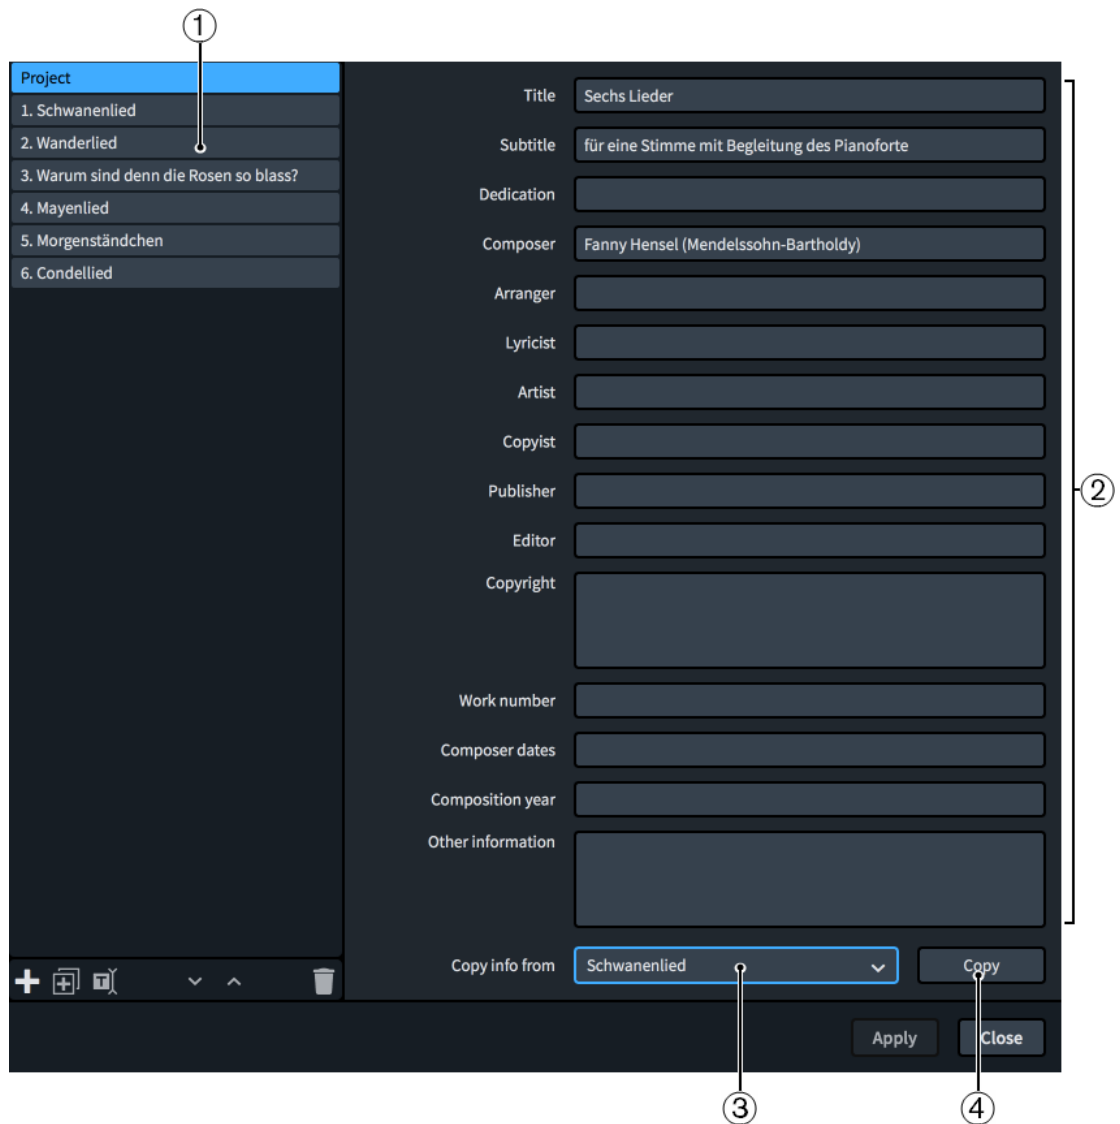 ①
Project
1. Schwanenlied
2. Wanderlied
3. Warum sind denn die Rosen so blass?
4. Mayenlied
5. Morgenständchen
6. Condellied
Title Sechs Lieder
Subtitle für eine Stimme mit Begleitung des Pianoforte
Dedication
Composer Fanny Hensel (Mendelssohn-Bartholdy)
Arranger
Lyricist
Artist
Copyist
Publisher
②
Editor
Copyright
Work number
Composer dates
Composition year
Other information
Copy info from Schwanenlied Copy
Apply Close
③ ④